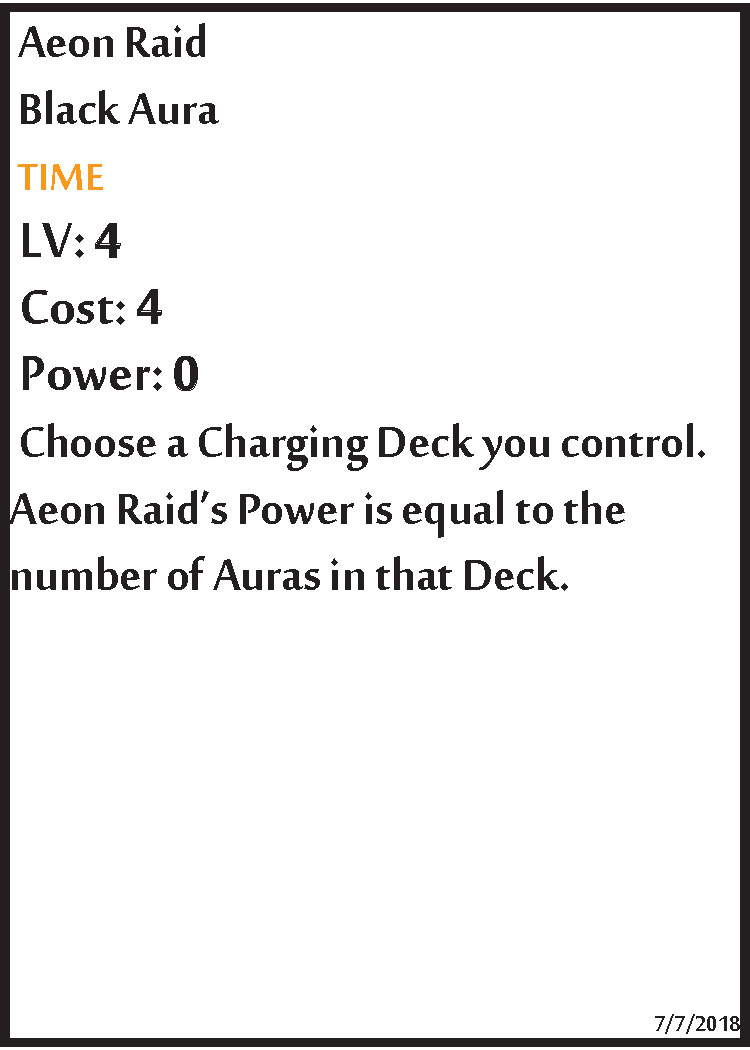 Aeon Raid
Black Aura
TIME
LV: 4
Cost: 4
Power: 0
Choose a Charging Deck you control.
Aeon Raid’s Power is equal to the
number of Auras in that Deck.
7/7/2018